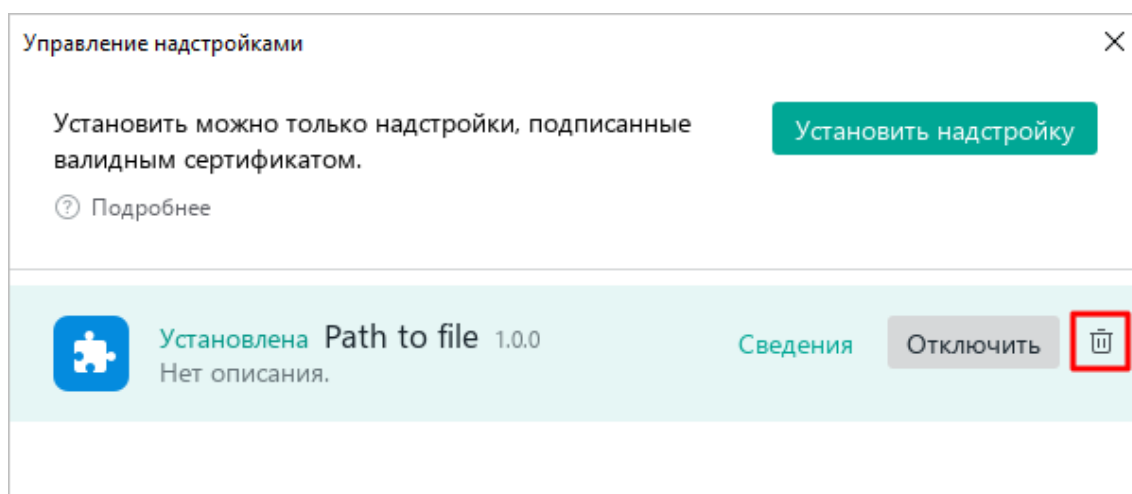 Управление надстройками
Установить можно только надстройки, подписанные
валидным сертификатом.
Установить надстройку
? Подробнее
Установлена Path to file 1.0.0
Нет описания.
Сведения
Отключить